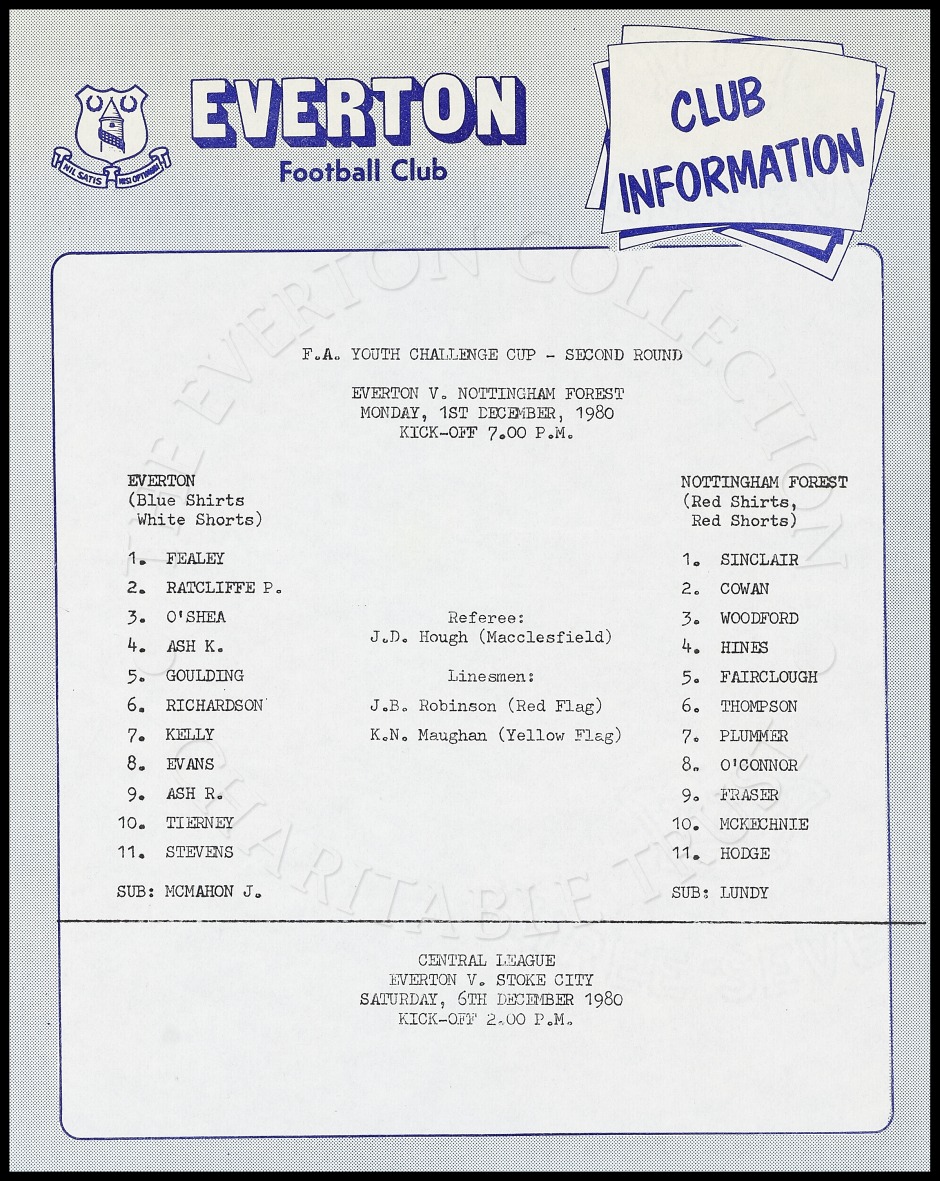 EVERTON
Football Club
NIL SATIS NISI OPTIMUM
CLUB
INFORMATION
THE EVERTON COLLECTION
CHARITABLE TRUST
F.A. YOUTH CHALLENGE CUP - SECOND ROUND
EVERTON V. NOTTINGHAM FOREST
MONDAY, 1ST DECEMBER, 1980
KICK-OFF 7.00 P.M.
EVERTON
(Blue Shirts
White Shorts)
1. FEALEY
2. RATCLIFFE P.
3. O'SHEA
4. ASH K.
5. GOULDING
6. RICHARDSON
7. KELLY
8. EVANS
9. ASH R.
10. TIERNEY
11. STEVENS
SUB: MCMAHON J.
Referee:
J.D. Hough (Macclesfield)
Linesmen:
J.B. Robinson (Red Flag)
K.N. Maughan (Yellow Flag)
NOTTINGHAM FOREST
(Red Shirts,
Red Shorts)
1. SINCLAIR
2. COWAN
3. WOODFORD
4. HINES
5. FAIRCLOUGH
6. THOMPSON
7. PLUMMER
8. O'CONNOR
9. FRASER
10. MCKECHNIE
11. HODGE
SUB: LUNDY
CENTRAL LEAGUE
EVERTON V. STOKE CITY
SATURDAY, 6TH DECEMBER 1980
KICK-OFF 2.00 P.M.